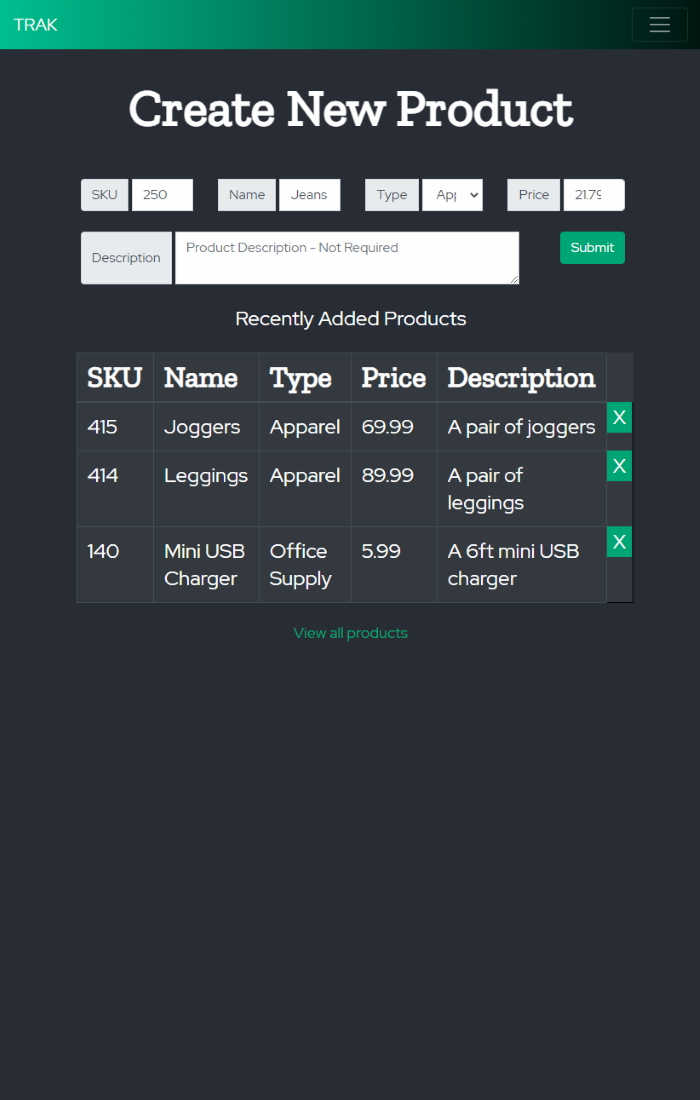 TRAK
Create New Product
SKU 250 Name Jeans Type Price 21.79
Description Product Description - Not Required Submit
Recently Added Products
SKU Name Type Price Description
415 Joggers Apparel 69.99 A pair of joggers X
414 Leggings Apparel 89.99 A pair of X
leggings
140 Mini USB Office 5.99 A 6ft mini USB X
Charger Supply charger
View all products